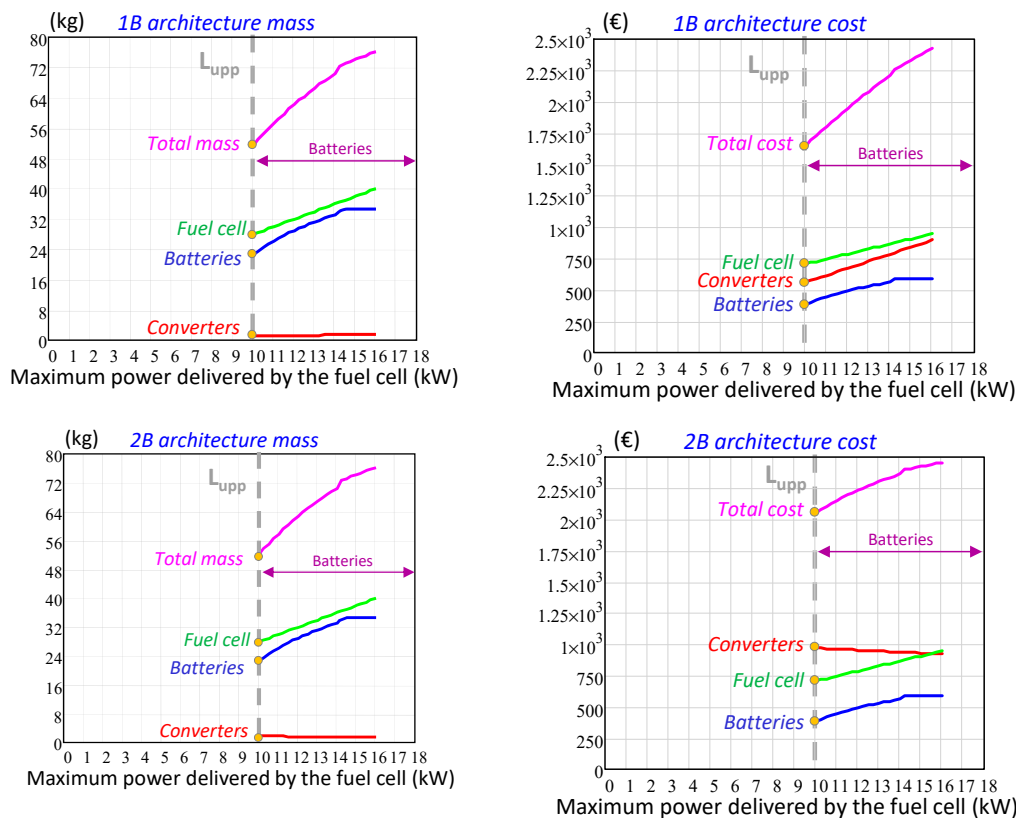 (kg) 1B architecture mass
80
72
64
56
48
40
32
24
16
8
0
L_upp
Total mass
Batteries
Fuel cell
Batteries
Converters
0 1 2 3 4 5 6 7 8 9 10 11 12 13 14 15 16 17 18
Maximum power delivered by the fuel cell (kW)
(€) 1B architecture cost
2.5×10³
2.25×10³
2×10³
1.75×10³
1.5×10³
1.25×10³
1×10³
750
500
250
0
L_upp
Total cost
Batteries
Fuel cell
Converters
Batteries
0 1 2 3 4 5 6 7 8 9 10 11 12 13 14 15 16 17 18
Maximum power delivered by the fuel cell (kW)
(kg) 2B architecture mass
80
72
64
56
48
40
32
24
16
8
0
L_upp
Total mass
Batteries
Fuel cell
Batteries
Converters
0 1 2 3 4 5 6 7 8 9 10 11 12 13 14 15 16 17 18
Maximum power delivered by the fuel cell (kW)
(€) 2B architecture cost
2.5×10³
2.25×10³
2×10³
1.75×10³
1.5×10³
1.25×10³
1×10³
750
500
250
0
L_upp
Total cost
Batteries
Converters
Fuel cell
Batteries
0 1 2 3 4 5 6 7 8 9 10 11 12 13 14 15 16 17 18
Maximum power delivered by the fuel cell (kW)